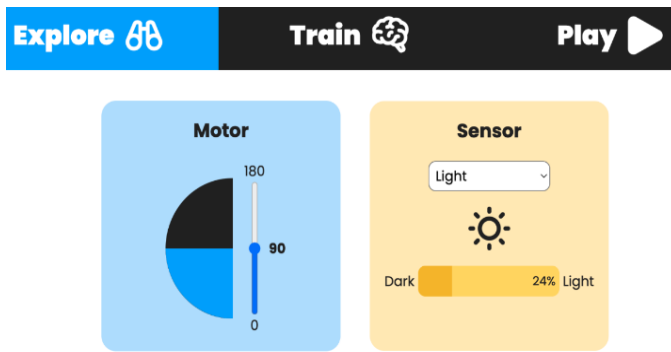 Explore Train Play
Motor
180
90
0
Sensor
Light
Dark 24% Light